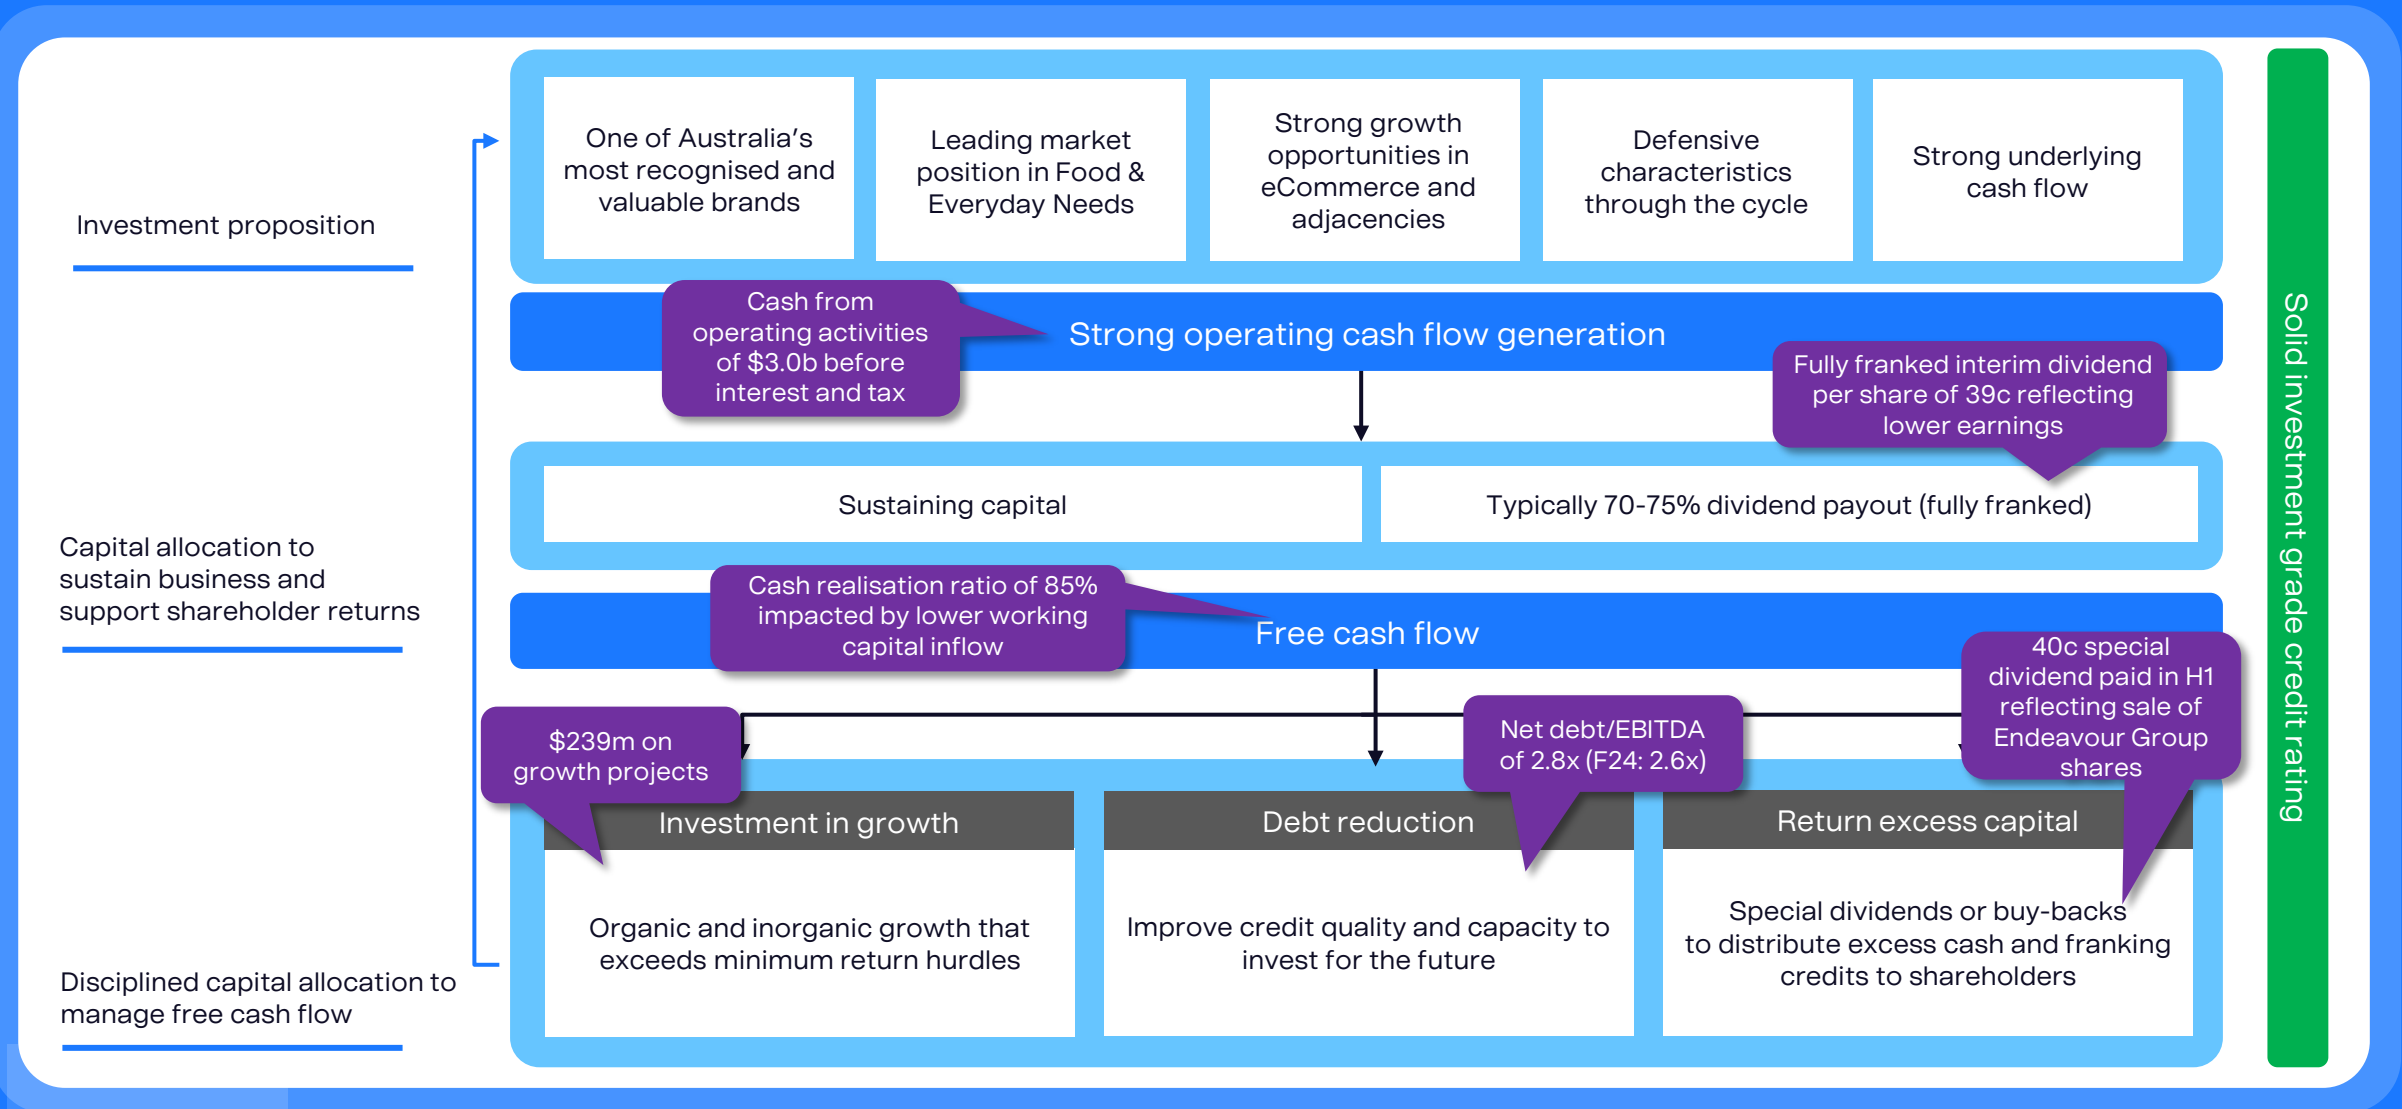 Investment proposition
One of Australia's
most recognised and
valuable brands
Leading market
position in Food &
Everyday Needs
Strong growth
opportunities in
eCommerce and
adjacencies
Defensive
characteristics
through the cycle
Strong underlying
cash flow
Cash from
operating activities
of $3.0b before
interest and tax
Strong operating cash flow generation
Fully franked interim dividend
per share of 39c reflecting
lower earnings
Capital allocation to
sustain business and
support shareholder returns
Sustaining capital
Typically 70-75% dividend payout (fully franked)
Cash realisation ratio of 85%
impacted by lower working
capital inflow
Free cash flow
40c special
dividend paid in H1
reflecting sale of
Endeavour Group
shares
$239m on
growth projects
Net debt/EBITDA
of 2.8x (F24: 2.6x)
Disciplined capital allocation to
manage free cash flow
Investment in growth
Organic and inorganic growth that
exceeds minimum return hurdles
Debt reduction
Improve credit quality and capacity to
invest for the future
Return excess capital
Special dividends or buy-backs
to distribute excess cash and franking
credits to shareholders
Solid investment grade credit rating